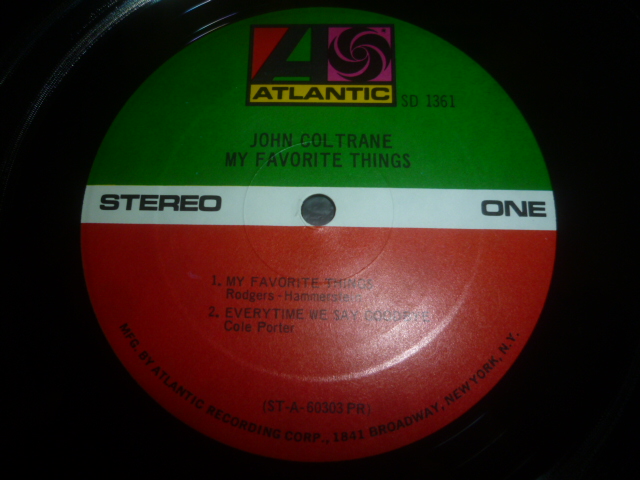 ATLANTIC
SD 1361
JOHN COLTRANE
MY FAVORITE THINGS
STEREO
ONE
1. MY FAVORITE THINGS
Rodgers-Hammerstein
2. EVERYTIME WE SAY GOODBYE
Cole Porter
(ST-A-60303 PR)
MFG. BY ATLANTIC RECORDING CORP., 1841 BROADWAY, NEW YORK, N.Y.